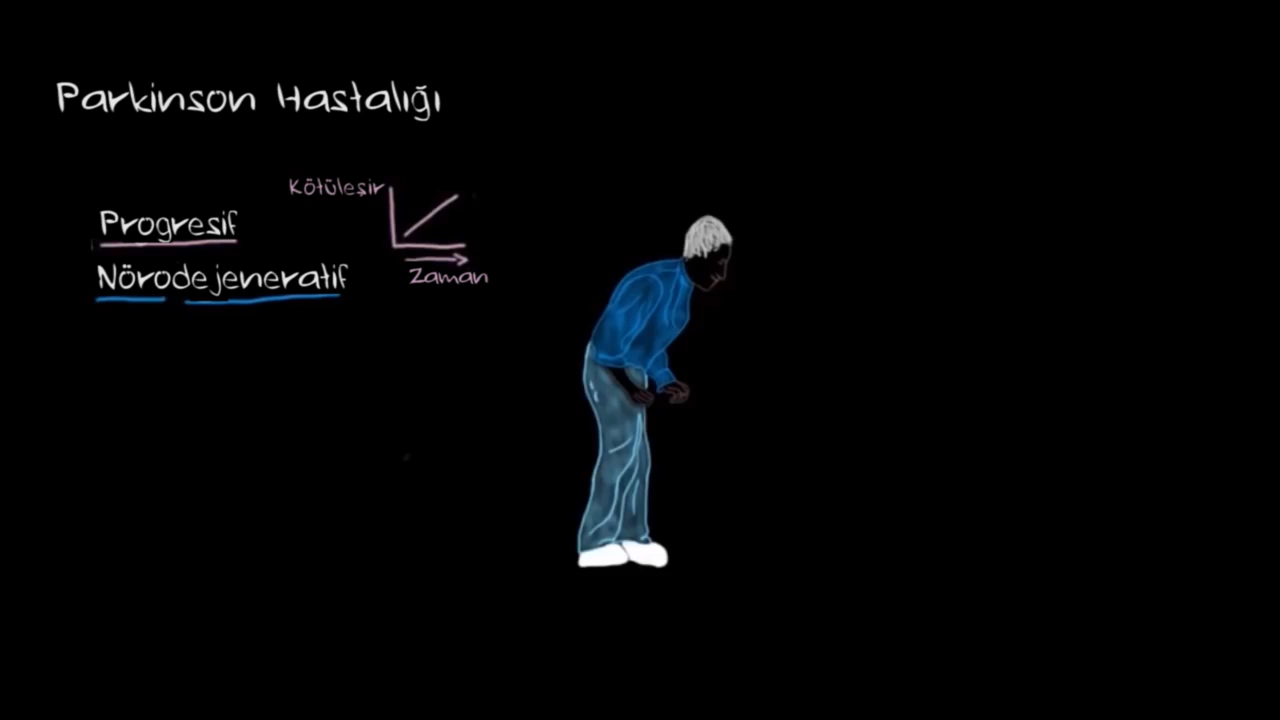 Parkinson Hastalığı
Kötüleşir
Progresif
Zaman
Nörodejeneratif